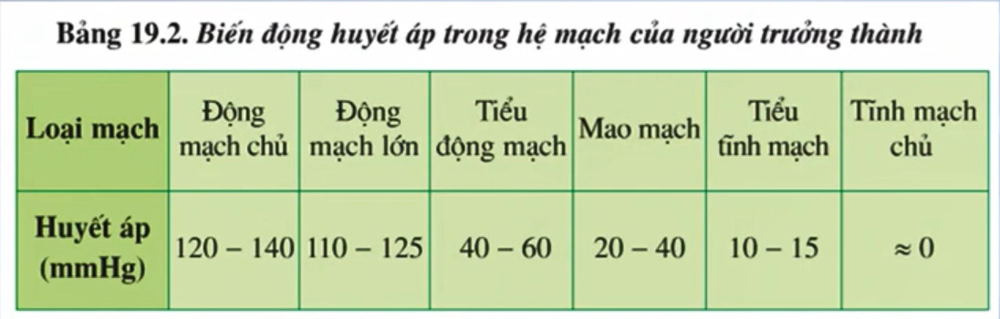 Bảng 19.2. Biến động huyết áp trong hệ mạch của người trưởng thành
Loại mạch
Động
mạch chủ
Động
mạch lớn
Tiểu
động mạch
Mao mạch
Tiểu
tĩnh mạch
Tĩnh mạch
chủ
Huyết áp
(mmHg)
120 – 140
110 – 125
40 – 60
20 – 40
10 – 15
≈ 0